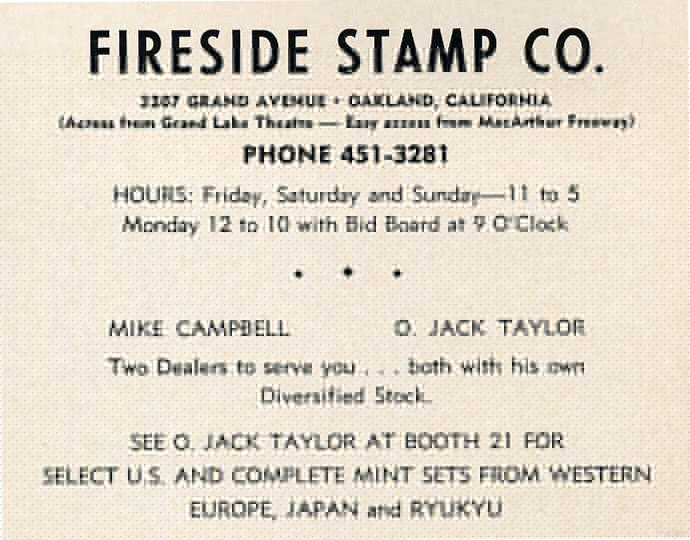 FIRESIDE STAMP CO.
3307 GRAND AVENUE • OAKLAND, CALIFORNIA
(Across from Grand Lake Theatre — Easy access from MacArthur Freeway)
PHONE 451-3281
HOURS: Friday, Saturday and Sunday—11 to 5
Monday 12 to 10 with Bid Board at 9 O'Clock
• • •
MIKE CAMPBELL O. JACK TAYLOR
Two Dealers to serve you . . . both with his own
Diversified Stock.
SEE O. JACK TAYLOR AT BOOTH 21 FOR
SELECT U.S. AND COMPLETE MINT SETS FROM WESTERN
EUROPE, JAPAN and RYUKYU